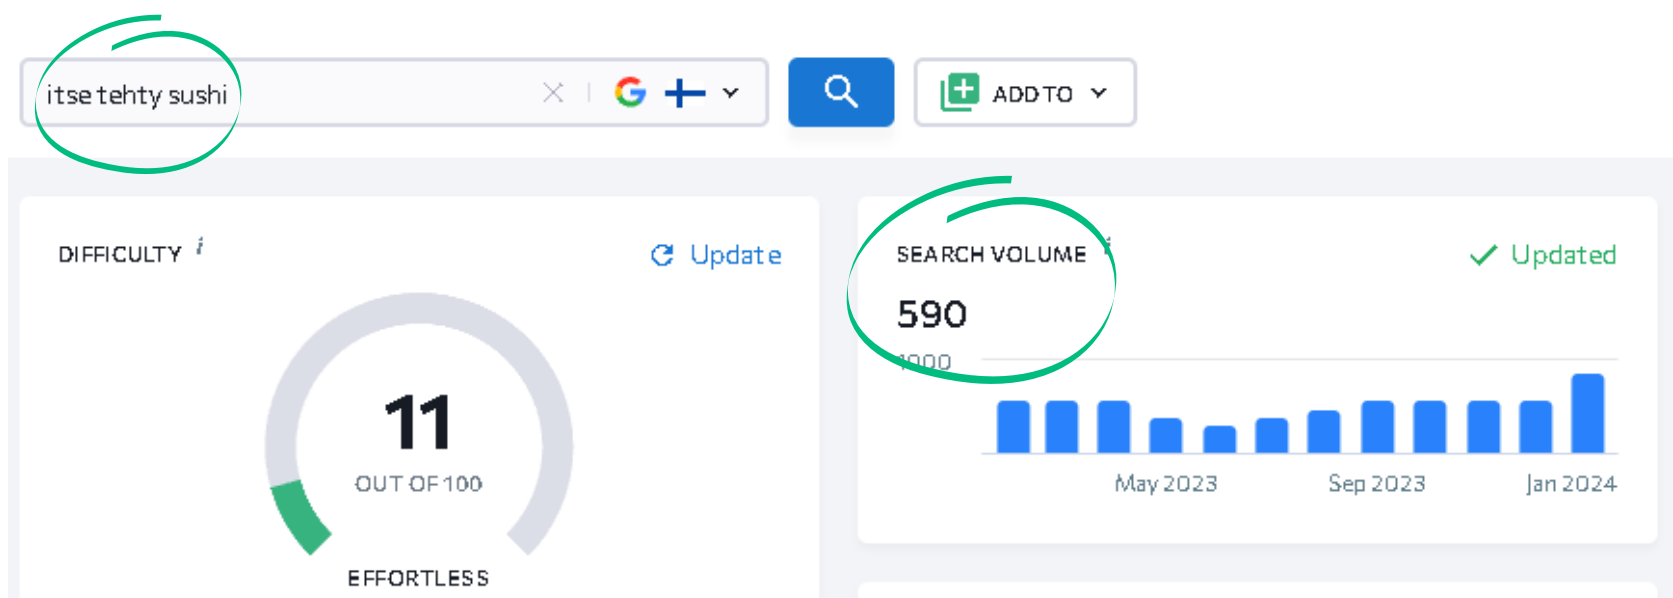 itse tehty sushi
ADD TO
DIFFICULTY i
Update
11
OUT OF 100
EFFORTLESS
SEARCH VOLUME i
Updated
590
1000
May 2023
Sep 2023
Jan 2024